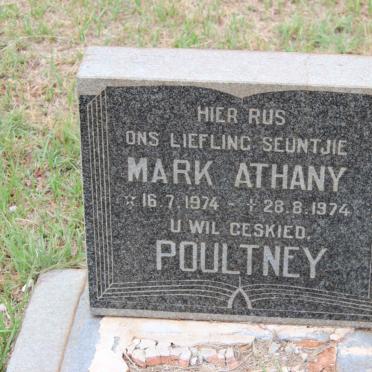 HIER RUS
ONS LIEFLING SEUNTJIE
MARK ATHANY
☆ 16.7.1974 - ✝ 28.8.1974
U WIL GESKIED.
POULTNEY